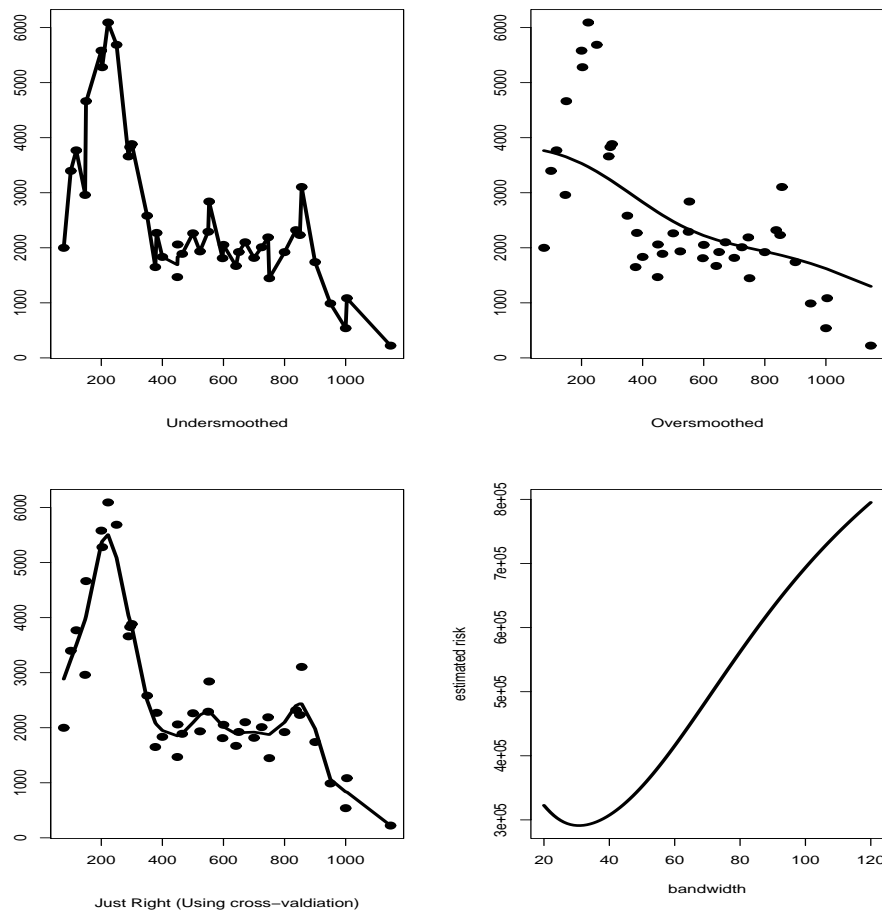 0 1000 2000 3000 4000 5000 6000
200 400 600 800 1000
Undersmoothed
0 1000 2000 3000 4000 5000 6000
200 400 600 800 1000
Oversmoothed
0 1000 2000 3000 4000 5000 6000
200 400 600 800 1000
Just Right (Using cross−valdiation)
estimated risk
3e+05 4e+05 5e+05 6e+05 7e+05 8e+05
20 40 60 80 100 120
bandwidth